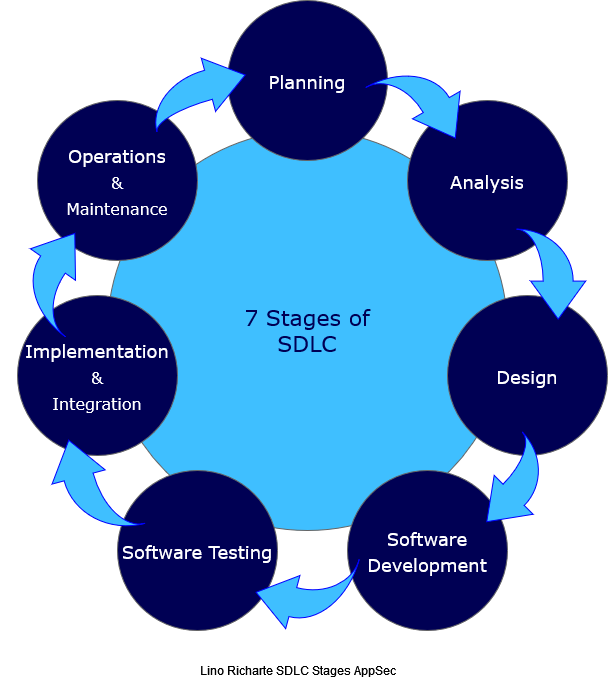 Planning
Analysis
Design
Software
Development
Software Testing
Implementation
&
Integration
Operations
&
Maintenance
7 Stages of
SDLC
Lino Richarte SDLC Stages AppSec